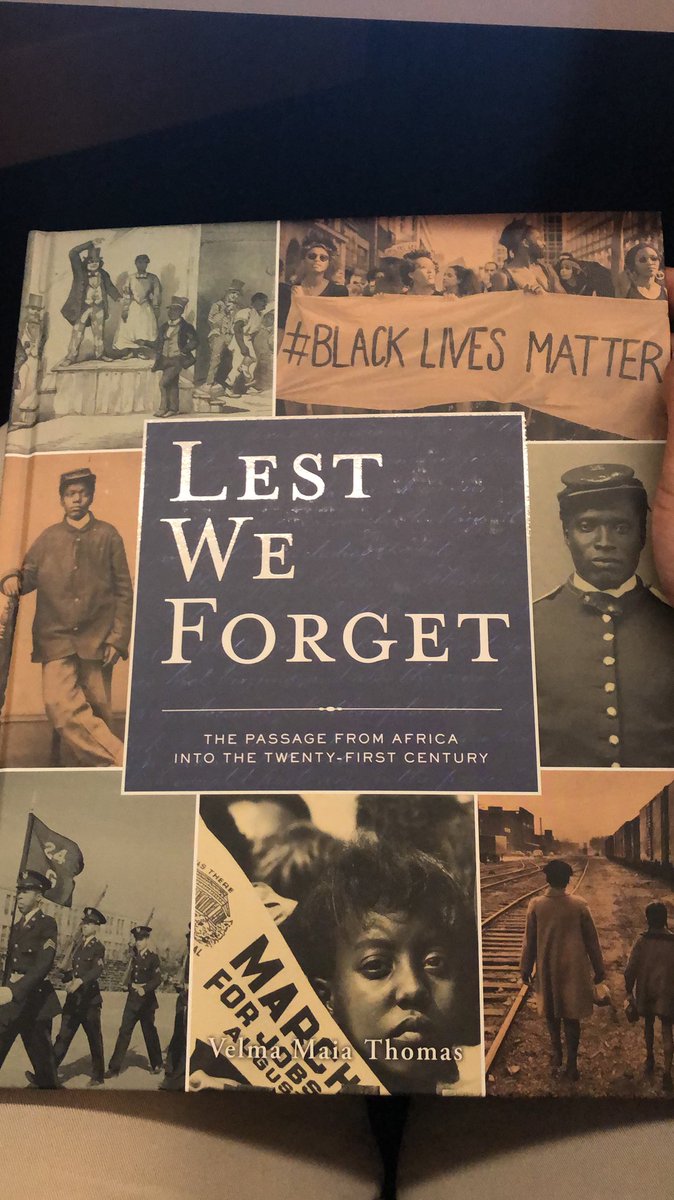 #BLACK LIVES MATTER
LEST
WE
FORGET
THE PASSAGE FROM AFRICA
INTO THE TWENTY-FIRST CENTURY
24
THERE
MARCH
FOR JOBS
Velma Maia Thomas